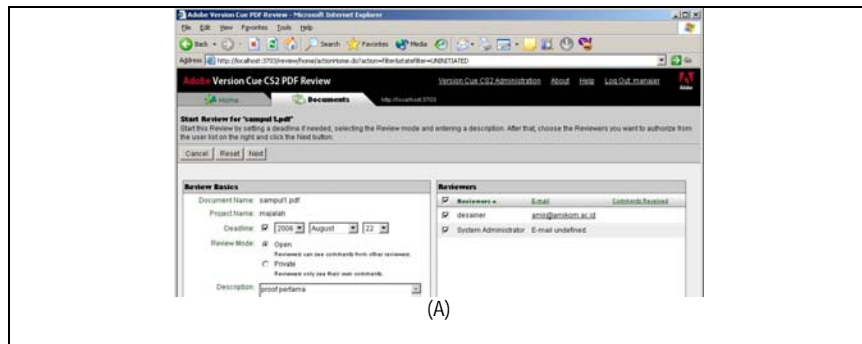 Adobe Version Cue PDF Review - Microsoft Internet Explorer
File Edit View Favorites Tools Help
Back Search Favorites Media
Address http://localhost:3703/review/home/actionHome.do?action=filter&stateFilter=UNINITIATED Go
Adobe Version Cue CS2 PDF Review Version Cue CS2 Administration About Help Log Out manajer
Home Documents http://localhost:3703 Adobe
Start Review for 'sampul1.pdf'
Start this Review by setting a deadline if needed, selecting the Review mode and entering a description. After that, choose the Reviewers you want to authorize from
the user list on the right and click the Next button.
Cancel Reset Next
Review Basics
Document Name: sampul1.pdf
Project Name: majalah
Deadline: 2006 August 22
Review Mode: Open
Reviewers can see comments from other reviewers.
Private
Reviewers only see their own comments.
Description: proof pertama
Reviewers
Reviewers E-mail Comments Received
desainer amir@amikom.ac.id
System Administrator E-mail undefined.
(A)